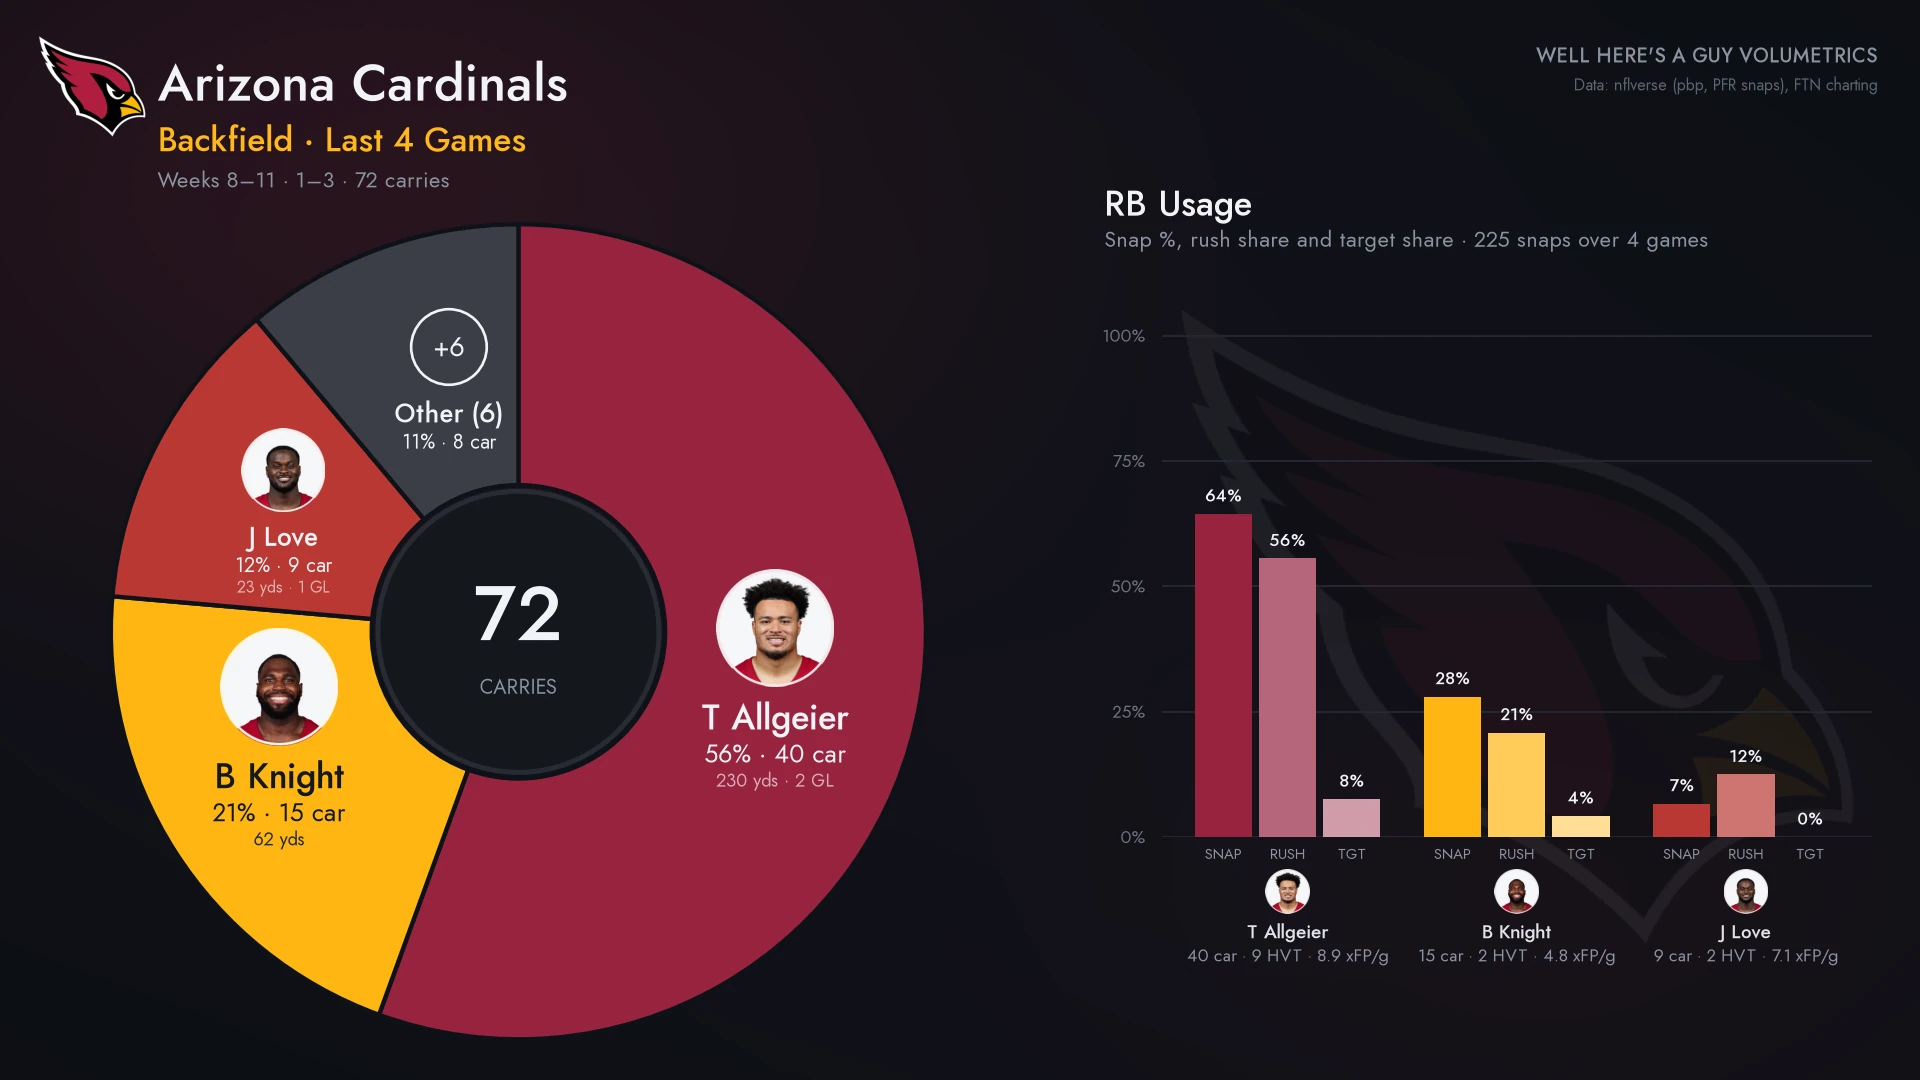 Arizona Cardinals
Backfield · Last 4 Games
Weeks 8–11 · 1–3 · 72 carries
WELL HERE'S A GUY VOLUMETRICS
Data: nflverse (pbp, PFR snaps), FTN charting
+6
Other (6)
11% · 8 car
J Love
12% · 9 car
23 yds · 1 GL
72
CARRIES
T Allgeier
56% · 40 car
230 yds · 2 GL
B Knight
21% · 15 car
62 yds
RB Usage
Snap %, rush share and target share · 225 snaps over 4 games
100%
75%
50%
25%
0%
64%
56%
8%
28%
21%
4%
7%
12%
0%
SNAP RUSH TGT SNAP RUSH TGT SNAP RUSH TGT
T Allgeier B Knight J Love
40 car · 9 HVT · 8.9 xFP/g 15 car · 2 HVT · 4.8 xFP/g 9 car · 2 HVT · 7.1 xFP/g